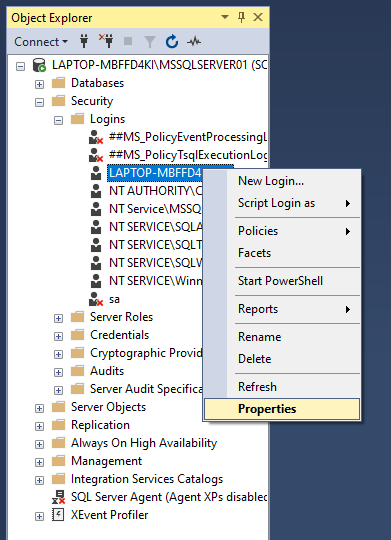 Object Explorer
Connect
LAPTOP-MBFFD4KI\MSSQLSERVER01 (SC
Databases
Security
Logins
##MS_PolicyEventProcessingL
##MS_PolicyTsqlExecutionLog
LAPTOP-MBFFD4
NT AUTHORITY\C
NT Service\MSSQ
NT SERVICE\SQLA
NT SERVICE\SQLT
NT SERVICE\SQLW
NT SERVICE\Winm
sa
Server Roles
Credentials
Cryptographic Provid
Audits
Server Audit Specifica
Server Objects
Replication
Always On High Availability
Management
Integration Services Catalogs
SQL Server Agent (Agent XPs disabled
XEvent Profiler
New Login...
Script Login as
Policies
Facets
Start PowerShell
Reports
Rename
Delete
Refresh
Properties